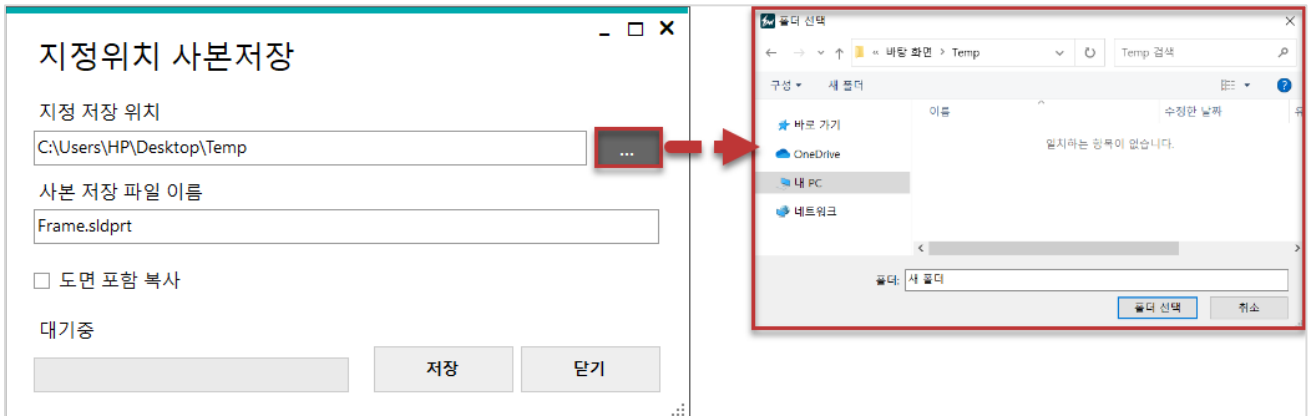 지정위치 사본저장
지정 저장 위치
C:\Users\HP\Desktop\Temp
...
사본 저장 파일 이름
Frame.sldprt
도면 포함 복사
대기중
저장
닫기
폴더 선택
« 바탕 화면 > Temp
Temp 검색
구성
새 폴더
이름
수정한 날짜
바로 가기
일치하는 항목이 없습니다.
OneDrive
내 PC
네트워크
폴더: 새 폴더
폴더 선택
취소